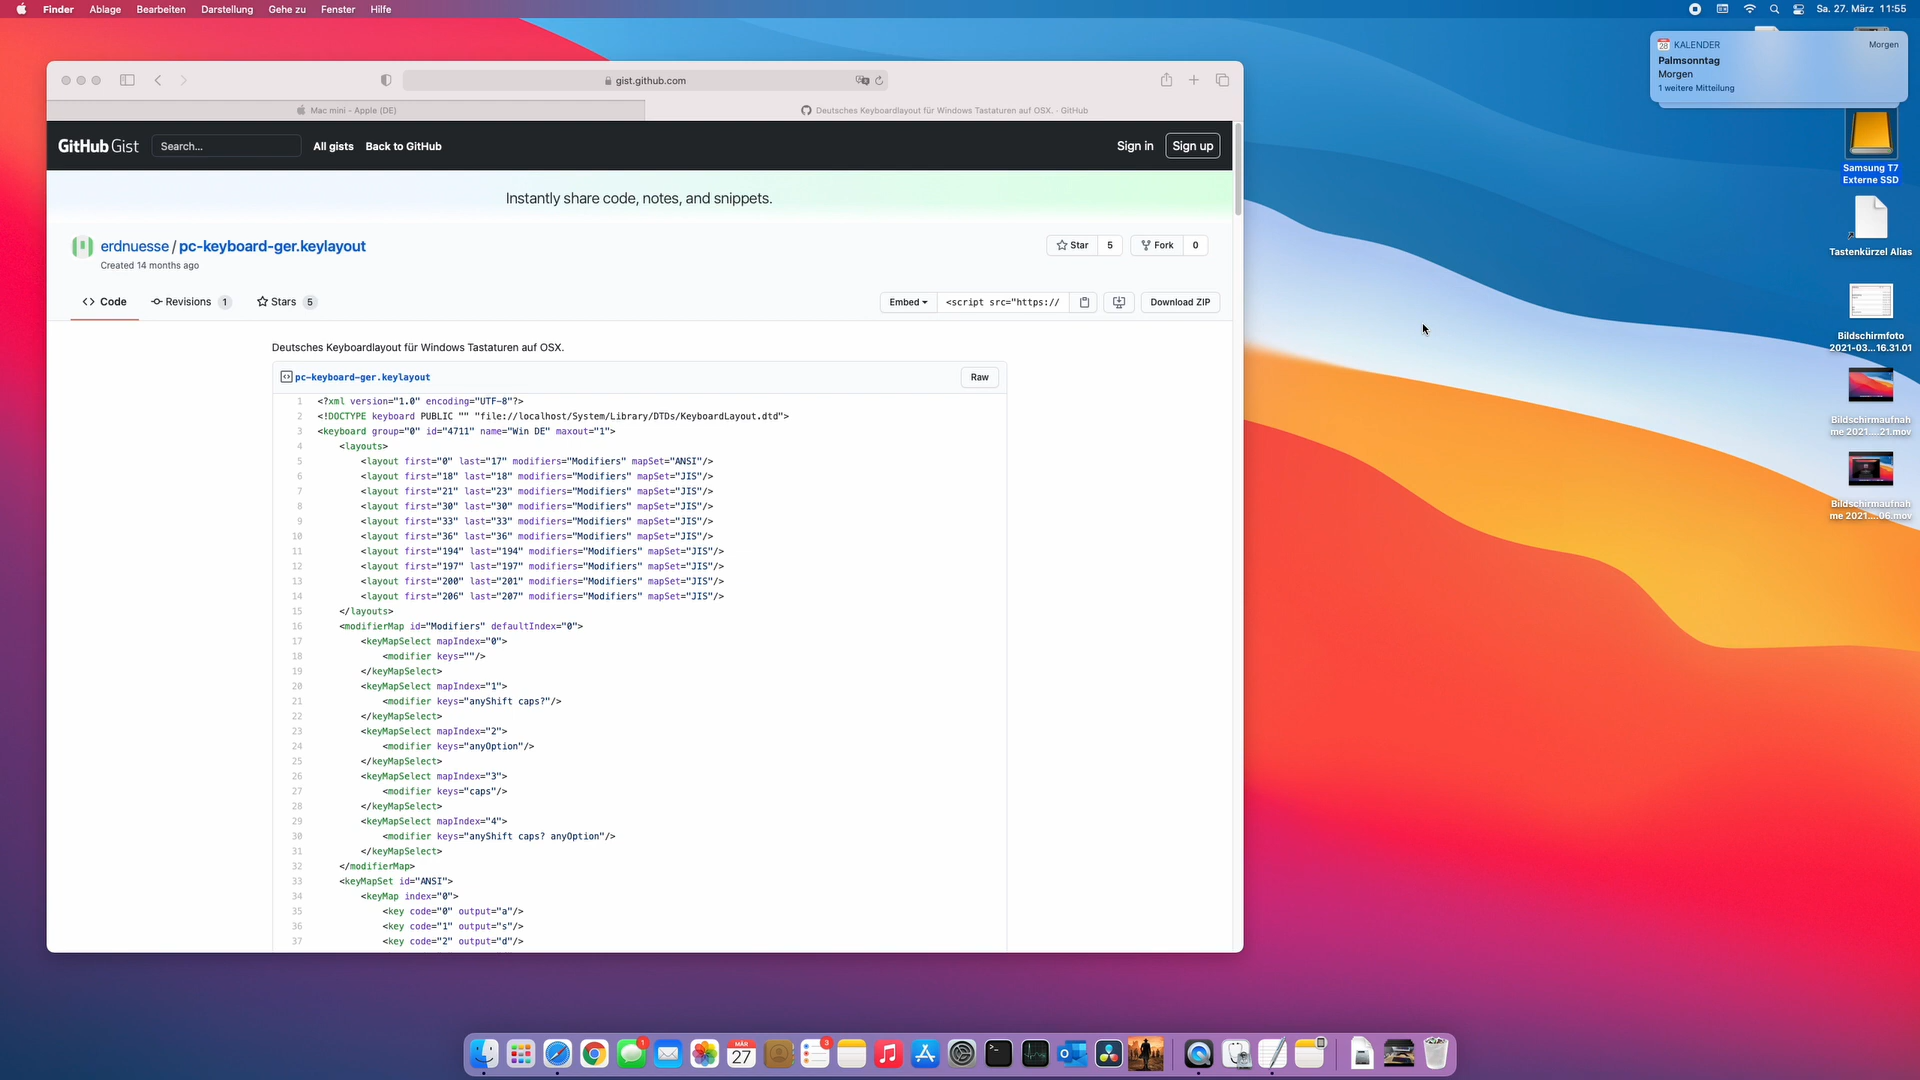 Finder Ablage Bearbeiten Darstellung Gehe zu Fenster Hilfe
Sa. 27. März 11:55
28 KALENDER Morgen
Palmsonntag
Morgen
1 weitere Mitteilung
gist.github.com
Mac mini - Apple (DE)
Deutsches Keyboardlayout für Windows Tastaturen auf OSX. · GitHub
GitHub Gist Search... All gists Back to GitHub Sign in Sign up
Instantly share code, notes, and snippets.
erdnuesse / pc-keyboard-ger.keylayout
Created 14 months ago
Star 5 Fork 0
Code Revisions 1 Stars 5
Embed <script src="https:// Download ZIP
Deutsches Keyboardlayout für Windows Tastaturen auf OSX.
pc-keyboard-ger.keylayout Raw
1 <?xml version="1.0" encoding="UTF-8"?>
2 <!DOCTYPE keyboard PUBLIC "" "file://localhost/System/Library/DTDs/KeyboardLayout.dtd">
3 <keyboard group="0" id="4711" name="Win DE" maxout="1">
4 <layouts>
5 <layout first="0" last="17" modifiers="Modifiers" mapSet="ANSI"/>
6 <layout first="18" last="18" modifiers="Modifiers" mapSet="JIS"/>
7 <layout first="21" last="23" modifiers="Modifiers" mapSet="JIS"/>
8 <layout first="30" last="30" modifiers="Modifiers" mapSet="JIS"/>
9 <layout first="33" last="33" modifiers="Modifiers" mapSet="JIS"/>
10 <layout first="36" last="36" modifiers="Modifiers" mapSet="JIS"/>
11 <layout first="194" last="194" modifiers="Modifiers" mapSet="JIS"/>
12 <layout first="197" last="197" modifiers="Modifiers" mapSet="JIS"/>
13 <layout first="200" last="201" modifiers="Modifiers" mapSet="JIS"/>
14 <layout first="206" last="207" modifiers="Modifiers" mapSet="JIS"/>
15 </layouts>
16 <modifierMap id="Modifiers" defaultIndex="0">
17 <keyMapSelect mapIndex="0">
18 <modifier keys=""/>
19 </keyMapSelect>
20 <keyMapSelect mapIndex="1">
21 <modifier keys="anyShift caps?"/>
22 </keyMapSelect>
23 <keyMapSelect mapIndex="2">
24 <modifier keys="anyOption"/>
25 </keyMapSelect>
26 <keyMapSelect mapIndex="3">
27 <modifier keys="caps"/>
28 </keyMapSelect>
29 <keyMapSelect mapIndex="4">
30 <modifier keys="anyShift caps? anyOption"/>
31 </keyMapSelect>
32 </modifierMap>
33 <keyMapSet id="ANSI">
34 <keyMap index="0">
35 <key code="0" output="a"/>
36 <key code="1" output="s"/>
37 <key code="2" output="d"/>
Samsung T7
Externe SSD
Tastenkürzel Alias
Bildschirmfoto
2021-03...16.31.01
Bildschirmaufnah
me 2021....21.mov
Bildschirmaufnah
me 2021....06.mov
1
MÄR
27
3